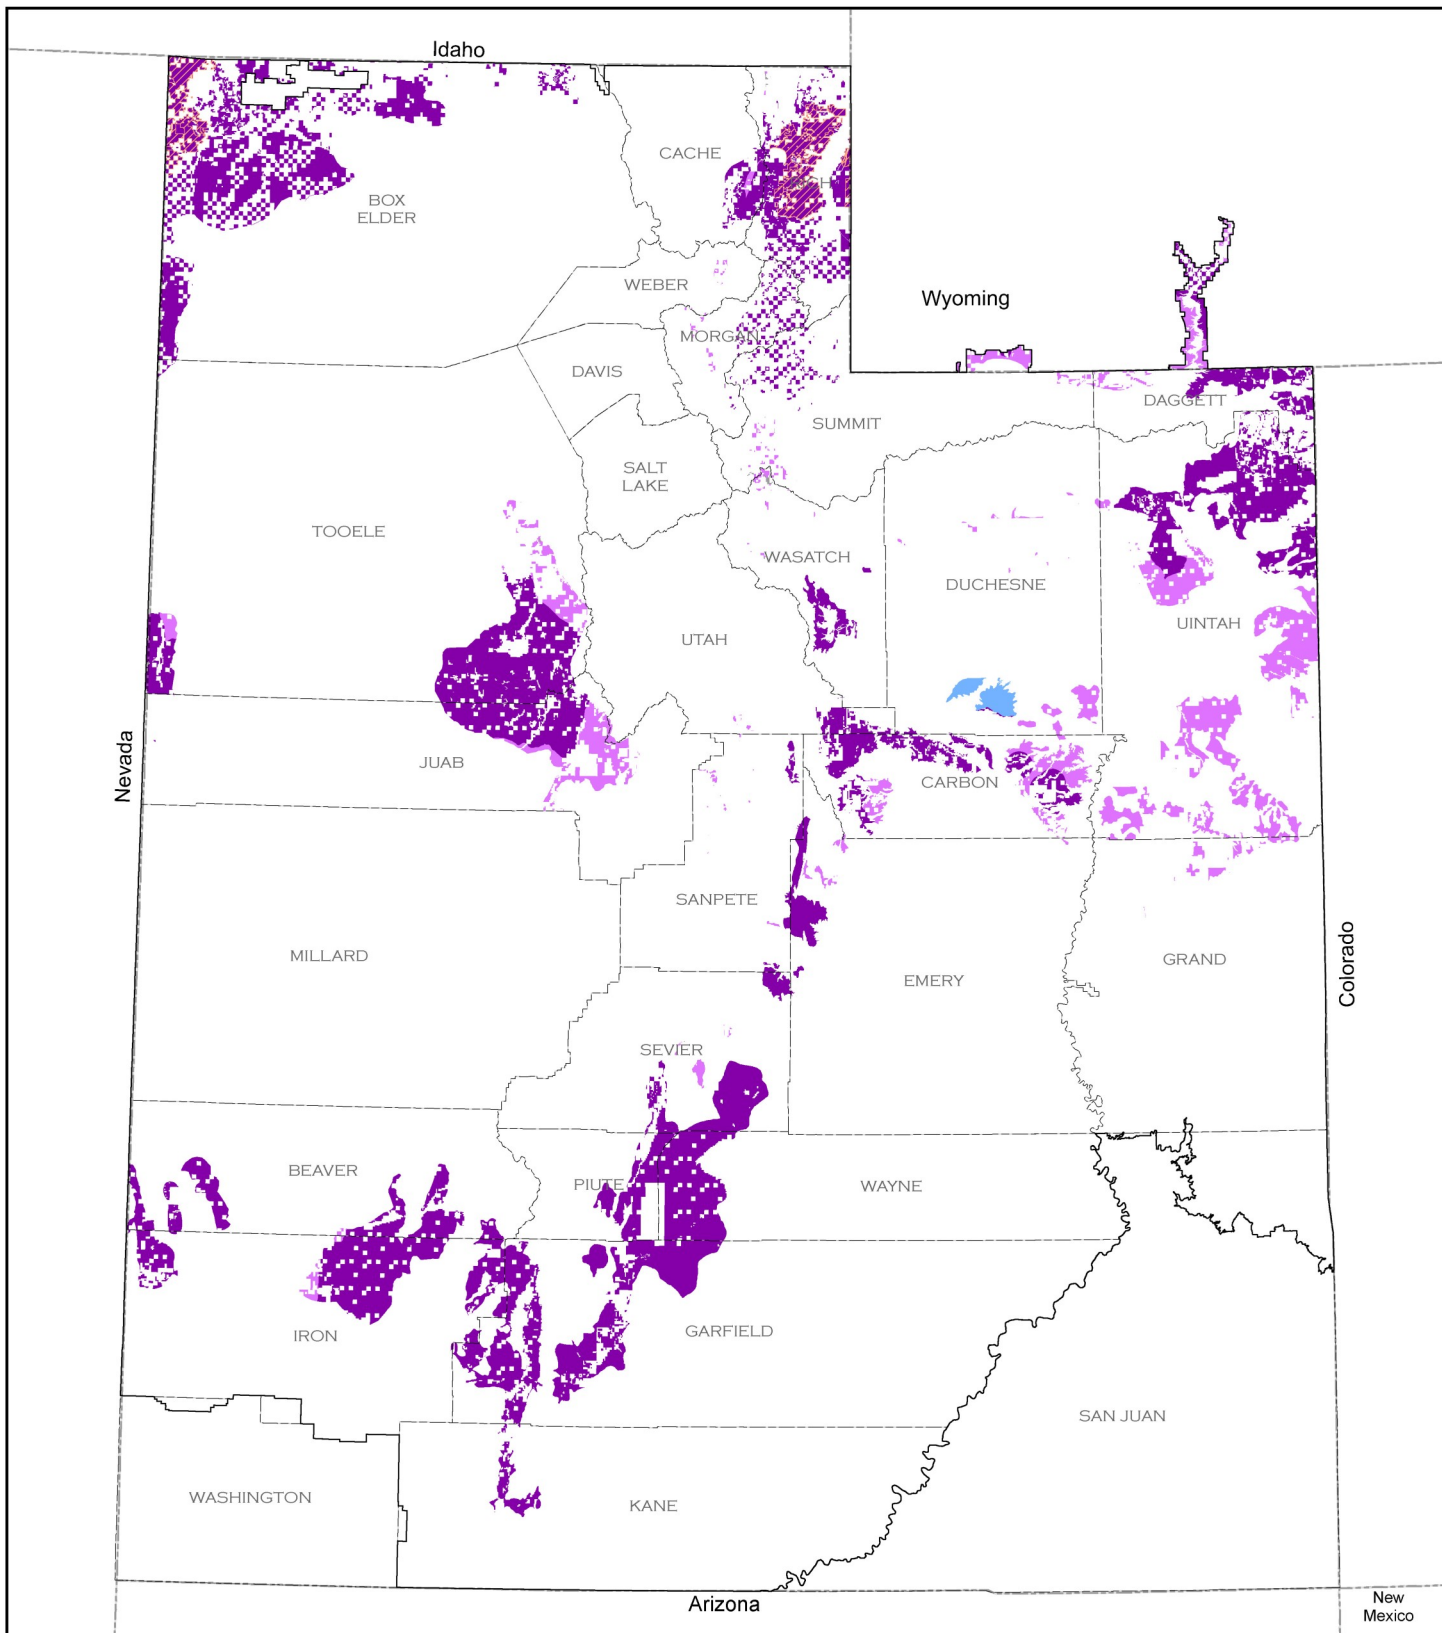 Idaho
CACHE
BOX
ELDER
WEBER
Wyoming
MORGAN
DAVIS
DAGGETT
SUMMIT
SALT
LAKE
TOOELE
WASATCH
DUCHESNE
UINTAH
UTAH
Nevada
JUAB
CARBON
SANPETE
MILLARD
EMERY
GRAND
Colorado
SEVIER
BEAVER
PIUTE
WAYNE
IRON
GARFIELD
SAN JUAN
WASHINGTON
KANE
Arizona
New
Mexico